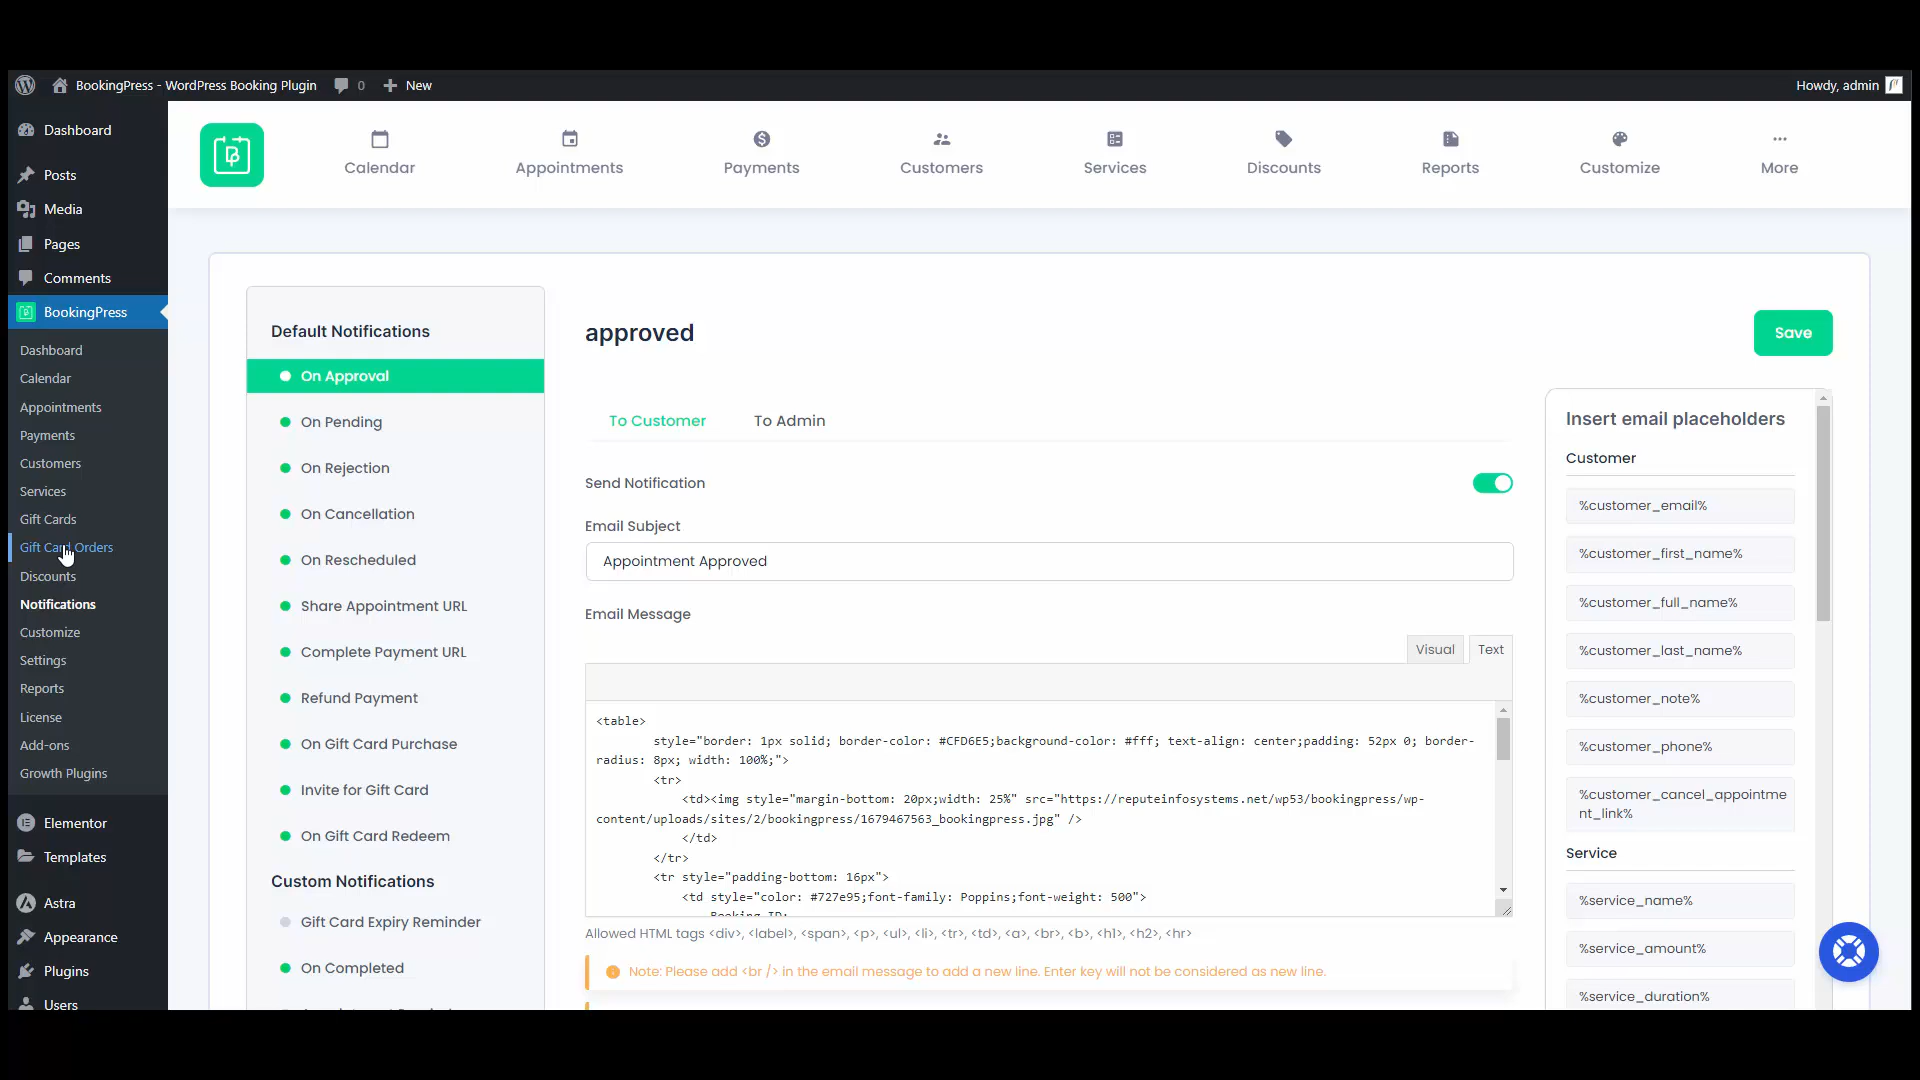 BookingPress - WordPress Booking Plugin
0
New
Howdy, admin
Dashboard
Posts
Media
Pages
Comments
BookingPress
Dashboard
Calendar
Appointments
Payments
Customers
Services
Gift Cards
Gift Card Orders
Discounts
Notifications
Customize
Settings
Reports
License
Add-ons
Growth Plugins
Elementor
Templates
Astra
Appearance
Plugins
Users
Calendar
Appointments
Payments
Customers
Services
Discounts
Reports
Customize
More
Default Notifications
On Approval
On Pending
On Rejection
On Cancellation
On Rescheduled
Share Appointment URL
Complete Payment URL
Refund Payment
On Gift Card Purchase
Invite for Gift Card
On Gift Card Redeem
Custom Notifications
Gift Card Expiry Reminder
On Completed
approved
Save
To Customer
To Admin
Send Notification
Email Subject
Appointment Approved
Email Message
Visual
Text
<table>
style="border: 1px solid; border-color: #CFD6E5;background-color: #fff; text-align: center;padding: 52px 0; border-
radius: 8px; width: 100%;">
<tr>
<td><img style="margin-bottom: 20px;width: 25%" src="https://reputeinfosystems.net/wp53/bookingpress/wp-
content/uploads/sites/2/bookingpress/1679467563_bookingpress.jpg" />
</td>
</tr>
<tr style="padding-bottom: 16px">
<td style="color: #727e95;font-family: Poppins;font-weight: 500">
Booking ID:
Allowed HTML tags <div>, <label>, <span>, <p>, <ul>, <li>, <tr>, <td>, <a>, <br>, <b>, <h1>, <h2>, <hr>
Note: Please add <br /> in the email message to add a new line. Enter key will not be considered as new line.
Insert email placeholders
Customer
%customer_email%
%customer_first_name%
%customer_full_name%
%customer_last_name%
%customer_note%
%customer_phone%
%customer_cancel_appointme
nt_link%
Service
%service_name%
%service_amount%
%service_duration%